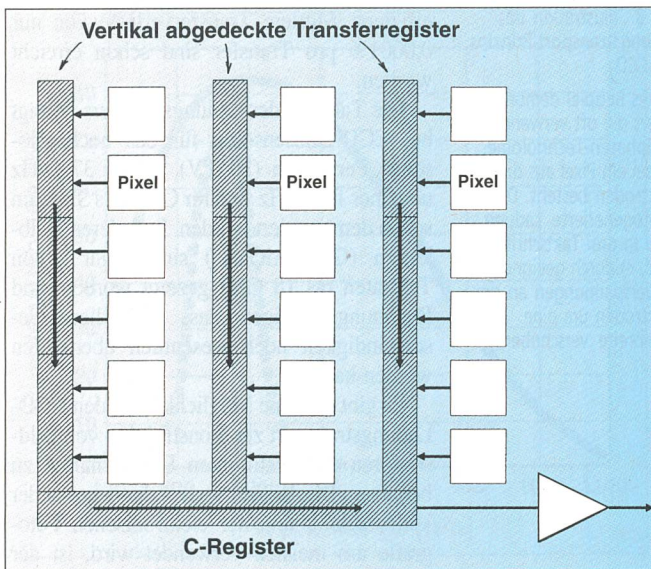 Vertikal abgedeckte Transferregister
Pixel
Pixel
Pixel
C-Register